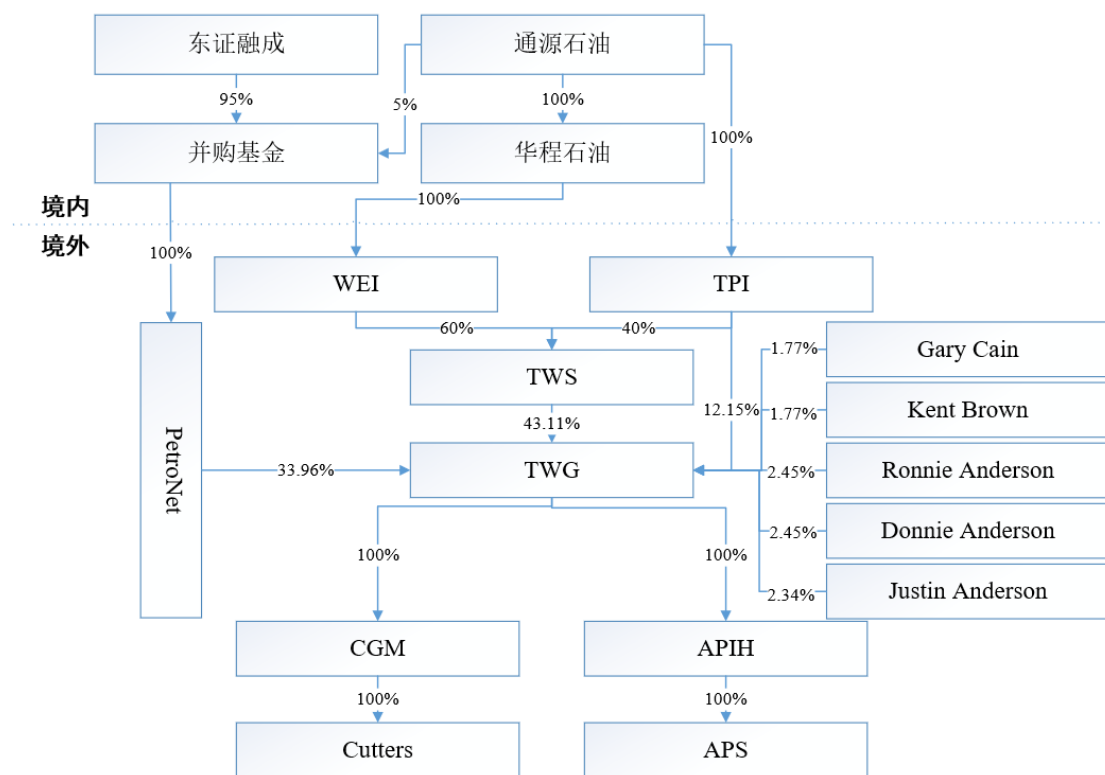 东证融成
通源石油
95%
5%
100%
100%
并购基金
华程石油
境内
100%
境外
100%
WEI
TPI
PetroNet
60%
40%
TWS
12.15%
43.11%
33.96%
TWG
1.77%
Gary Cain
1.77%
Kent Brown
2.45%
Ronnie Anderson
2.45%
Donnie Anderson
2.34%
Justin Anderson
100%
100%
CGM
APIH
100%
100%
Cutters
APS